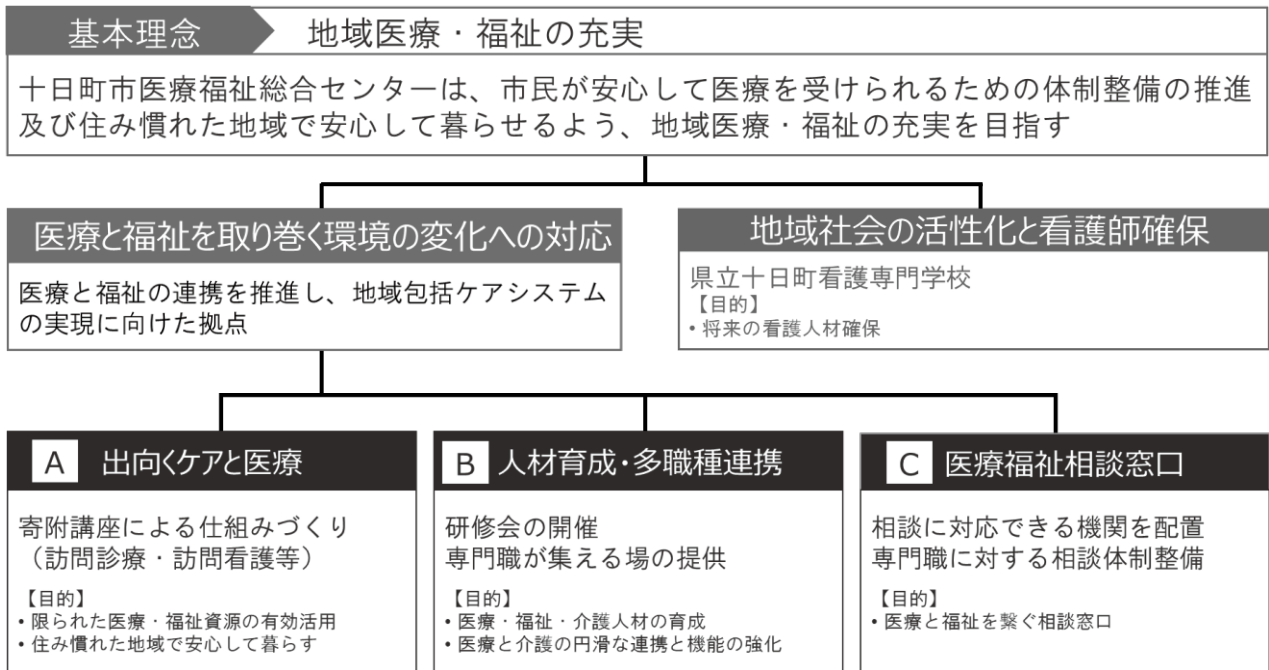 基本理念
地域医療・福祉の充実
十日町市医療福祉総合センターは、市民が安心して医療を受けられるための体制整備の推進
及び住み慣れた地域で安心して暮らせるよう、地域医療・福祉の充実を目指す
医療と福祉を取り巻く環境の変化への対応
医療と福祉の連携を推進し、地域包括ケアシステム
の実現に向けた拠点
地域社会の活性化と看護師確保
県立十日町看護専門学校
【目的】
• 将来の看護人材確保
A 出向くケアと医療
寄附講座による仕組みづくり
（訪問診療・訪問看護等）
【目的】
• 限られた医療・福祉資源の有効活用
• 住み慣れた地域で安心して暮らす
B 人材育成・多職種連携
研修会の開催
専門職が集える場の提供
【目的】
• 医療・福祉・介護人材の育成
• 医療と介護の円滑な連携と機能の強化
C 医療福祉相談窓口
相談に対応できる機関を配置
専門職に対する相談体制整備
【目的】
• 医療と福祉を繋ぐ相談窓口